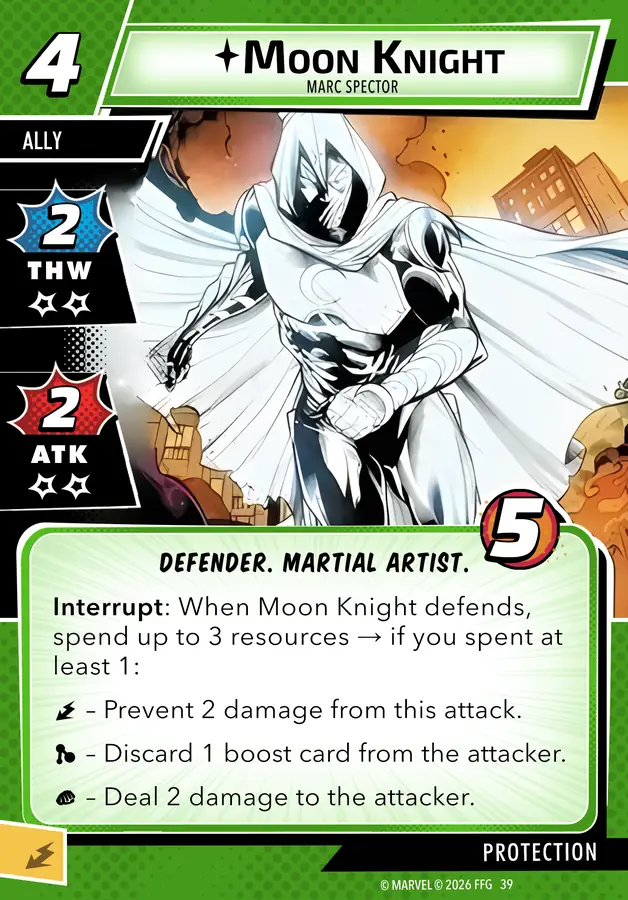 4
Moon Knight
MARC SPECTOR
ALLY
2
THW
2
ATK
5
DEFENDER. MARTIAL ARTIST.
Interrupt: When Moon Knight defends,
spend up to 3 resources → if you spent at
least 1:
– Prevent 2 damage from this attack.
– Discard 1 boost card from the attacker.
– Deal 2 damage to the attacker.
PROTECTION
© MARVEL © 2026 FFG 39